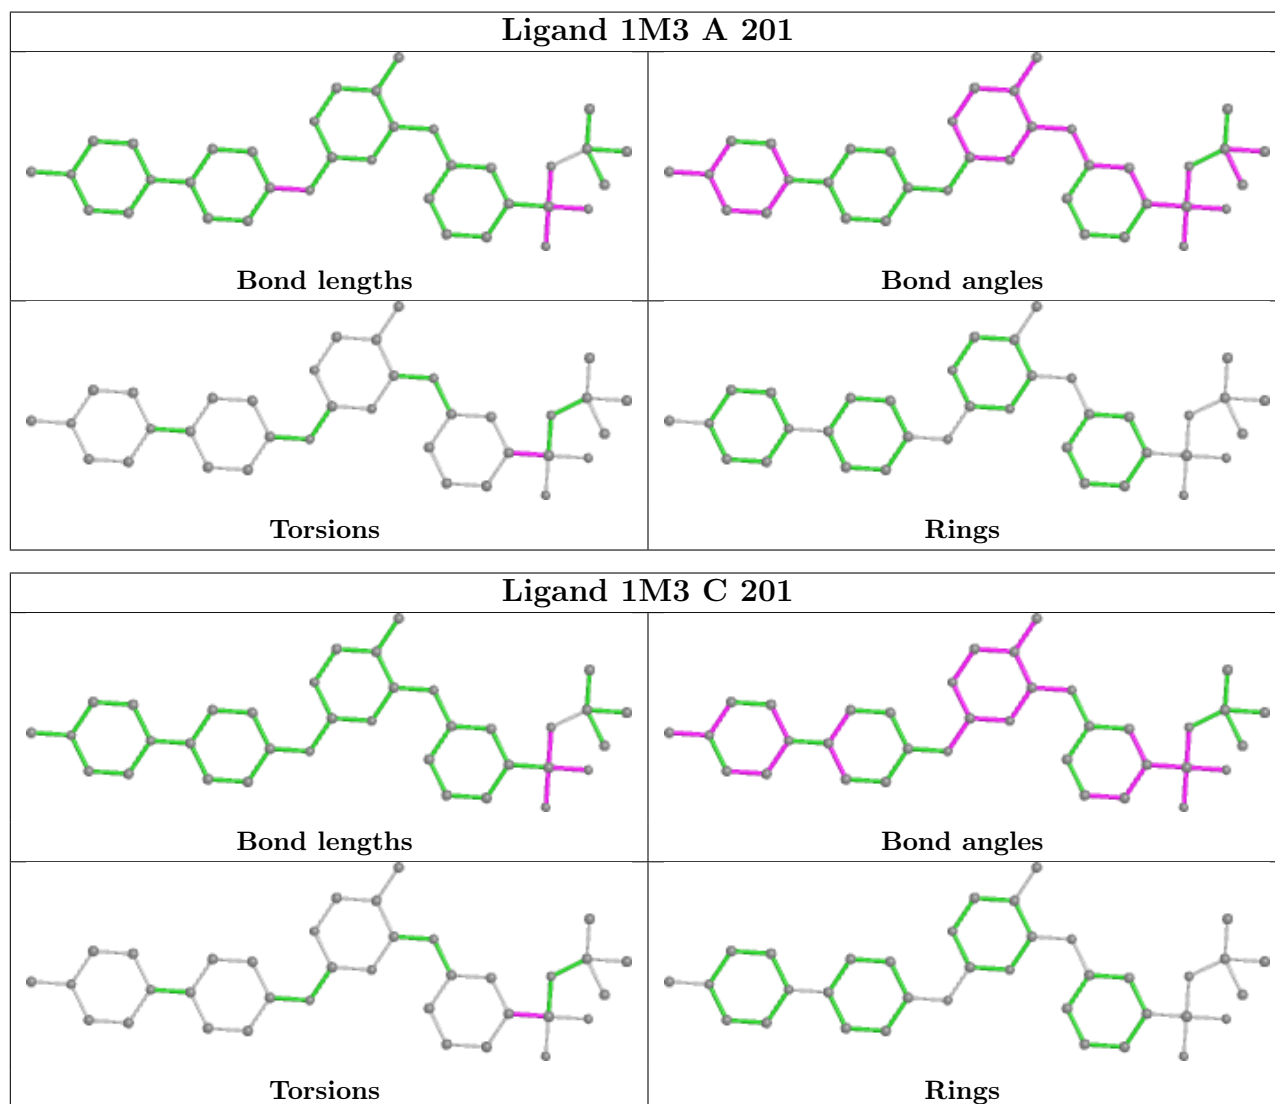 Ligand 1M3 A 201
Bond lengths
Bond angles
Torsions
Rings
Ligand 1M3 C 201
Bond lengths
Bond angles
Torsions
Rings